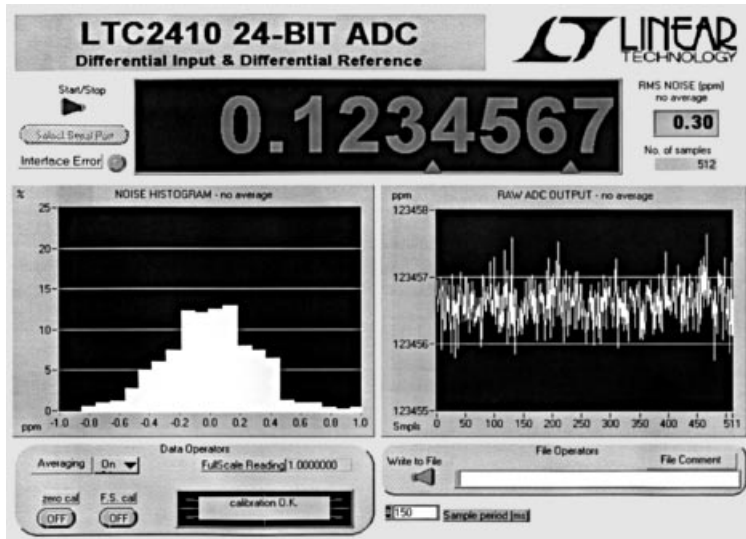 LTC2410 24-BIT ADC
Differential Input & Differential Reference
LINEAR
TECHNOLOGY
Start/Stop
Select Serial Port
Interface Error
0.1234567
RMS NOISE (ppm)
no average
0.30
No. of samples
512
% NOISE HISTOGRAM - no average
25
20
15
10
5
0
ppm -1.0 -0.8 -0.6 -0.4 -0.2 0.0 0.2 0.4 0.6 0.8 1.0
ppm RAW ADC OUTPUT - no average
123458
123457
123456
123455
Smpls 0 50 100 150 200 250 300 350 400 450 511
Data Operators
Averaging On
FullScale Reading 1.0000000
zero cal F.S. cal
OFF OFF
calibration O.K.
File Operators
Write to File
File Comment
150 Sample period [ms]